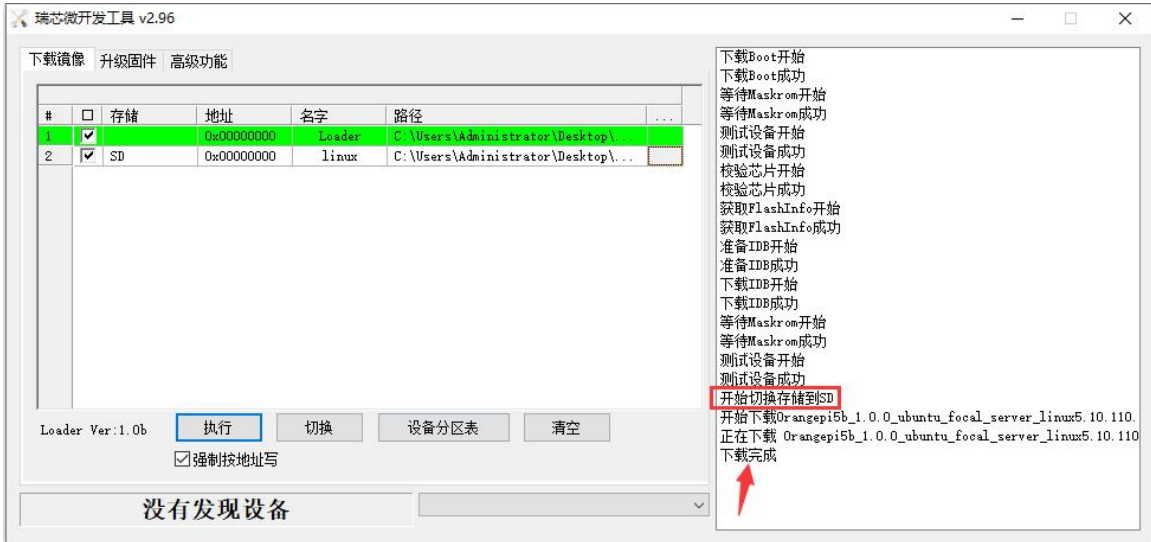 瑞芯微开发工具 v2.96
下载镜像 升级固件 高级功能
# 存储 地址 名字 路径 ...
1 0x00000000 Loader C:\Users\Administrator\Desktop\...
2 SD 0x00000000 linux C:\Users\Administrator\Desktop\...
Loader Ver:1.0b 执行 切换 设备分区表 清空
强制按地址写
没有发现设备
下载Boot开始
下载Boot成功
等待Maskrom开始
等待Maskrom成功
测试设备开始
测试设备成功
校验芯片开始
校验芯片成功
获取FlashInfo开始
获取FlashInfo成功
准备IDB开始
准备IDB成功
下载IDB开始
下载IDB成功
等待Maskrom开始
等待Maskrom成功
测试设备开始
测试设备成功
开始切换存储到SD
开始下载Orangepi5b_1.0.0_ubuntu_focal_server_linux5.10.110.
正在下载 Orangepi5b_1.0.0_ubuntu_focal_server_linux5.10.110
下载完成